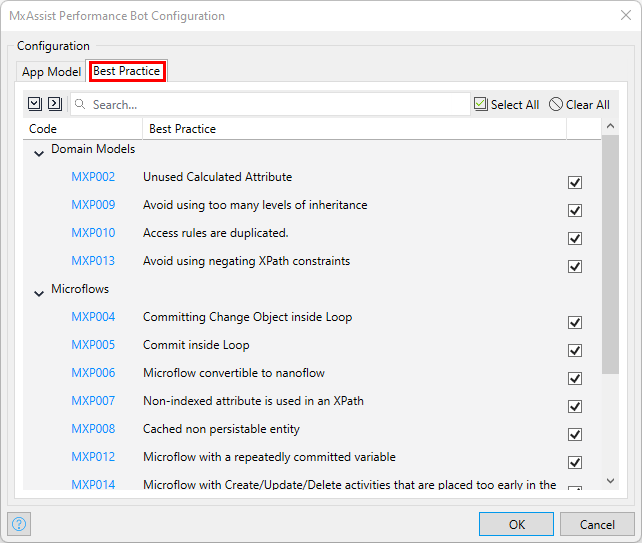 MxAssist Performance Bot Configuration
Configuration
App Model Best Practice
Search... Select All Clear All
Code Best Practice
Domain Models
MXP002 Unused Calculated Attribute
MXP009 Avoid using too many levels of inheritance
MXP010 Access rules are duplicated.
MXP013 Avoid using negating XPath constraints
Microflows
MXP004 Committing Change Object inside Loop
MXP005 Commit inside Loop
MXP006 Microflow convertible to nanoflow
MXP007 Non-indexed attribute is used in an XPath
MXP008 Cached non persistable entity
MXP012 Microflow with a repeatedly committed variable
MXP014 Microflow with Create/Update/Delete activities that are placed too early in the
? OK Cancel